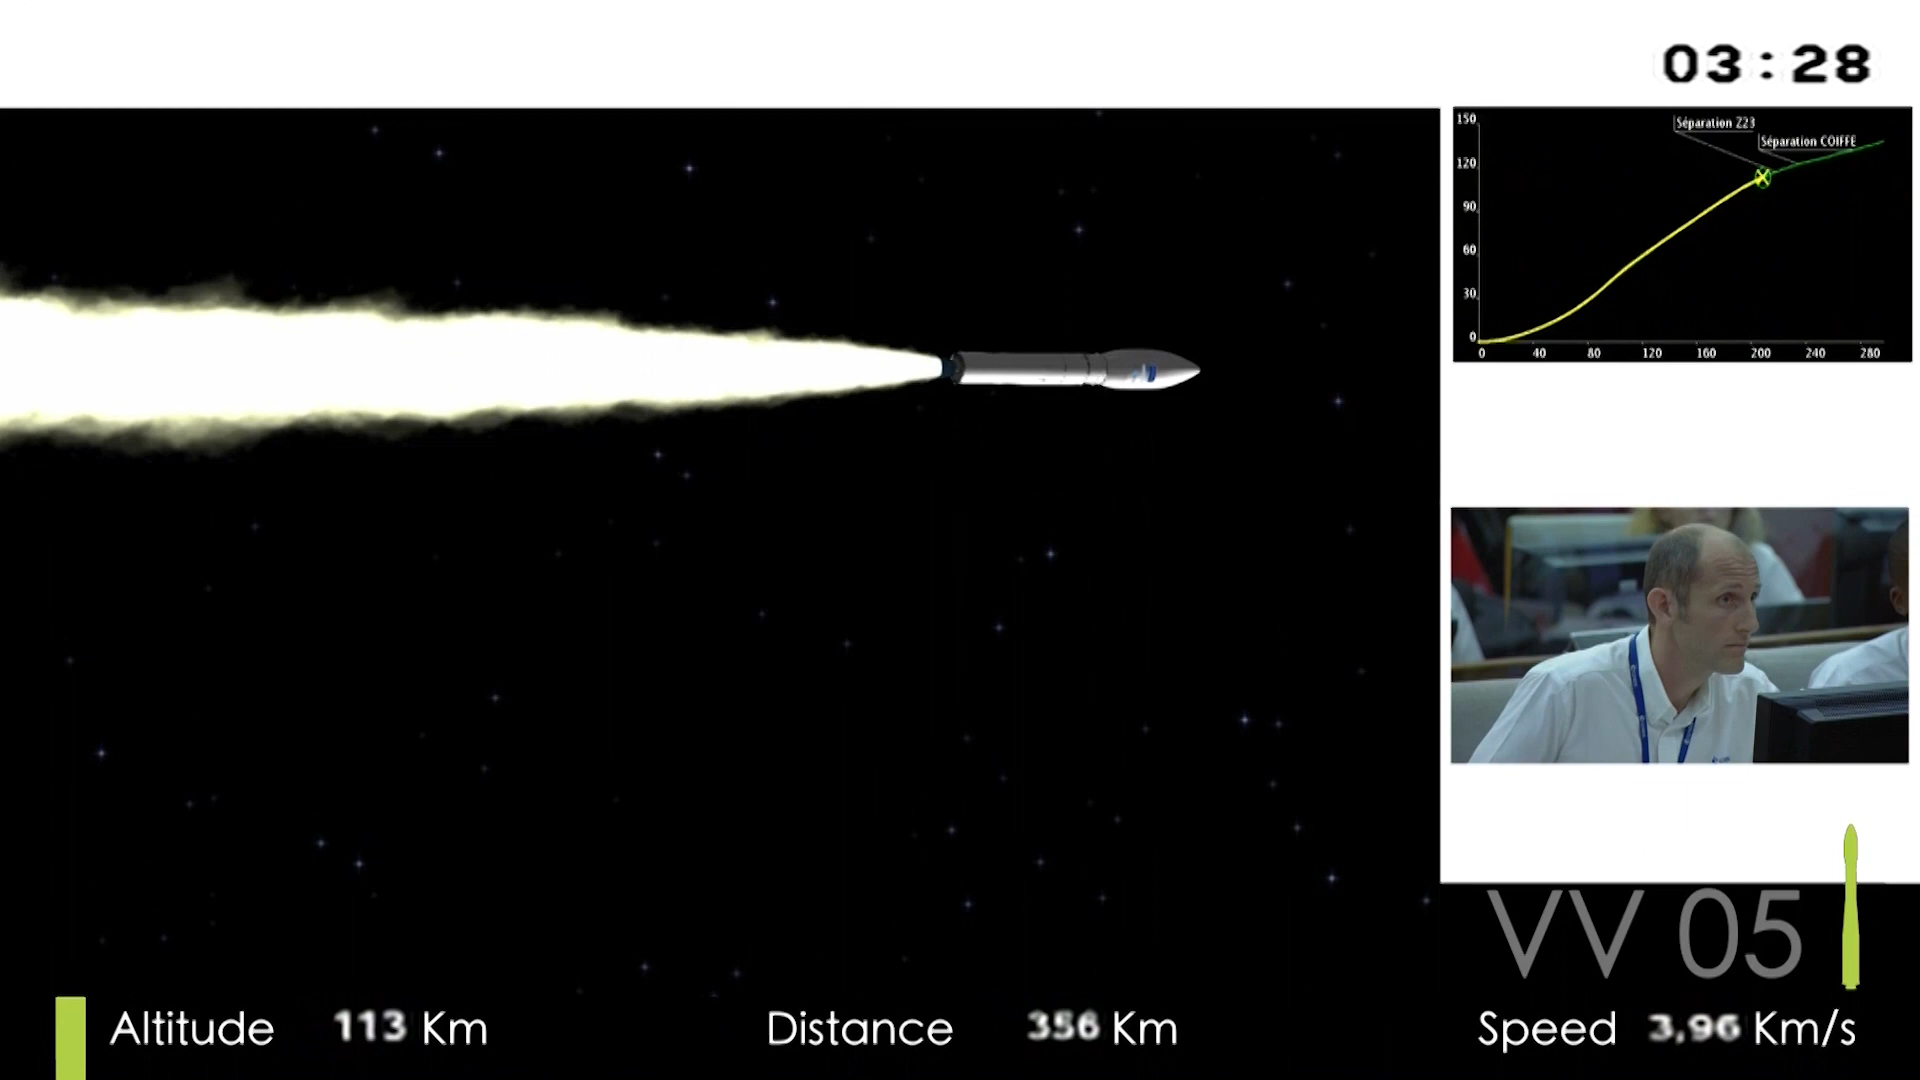 03:28
150
Séparation Z23
Séparation COIFFE
120
90
60
30
0
0 40 80 120 160 200 240 280
VV 05
Altitude 113 Km Distance 356 Km Speed 3,96 Km/s